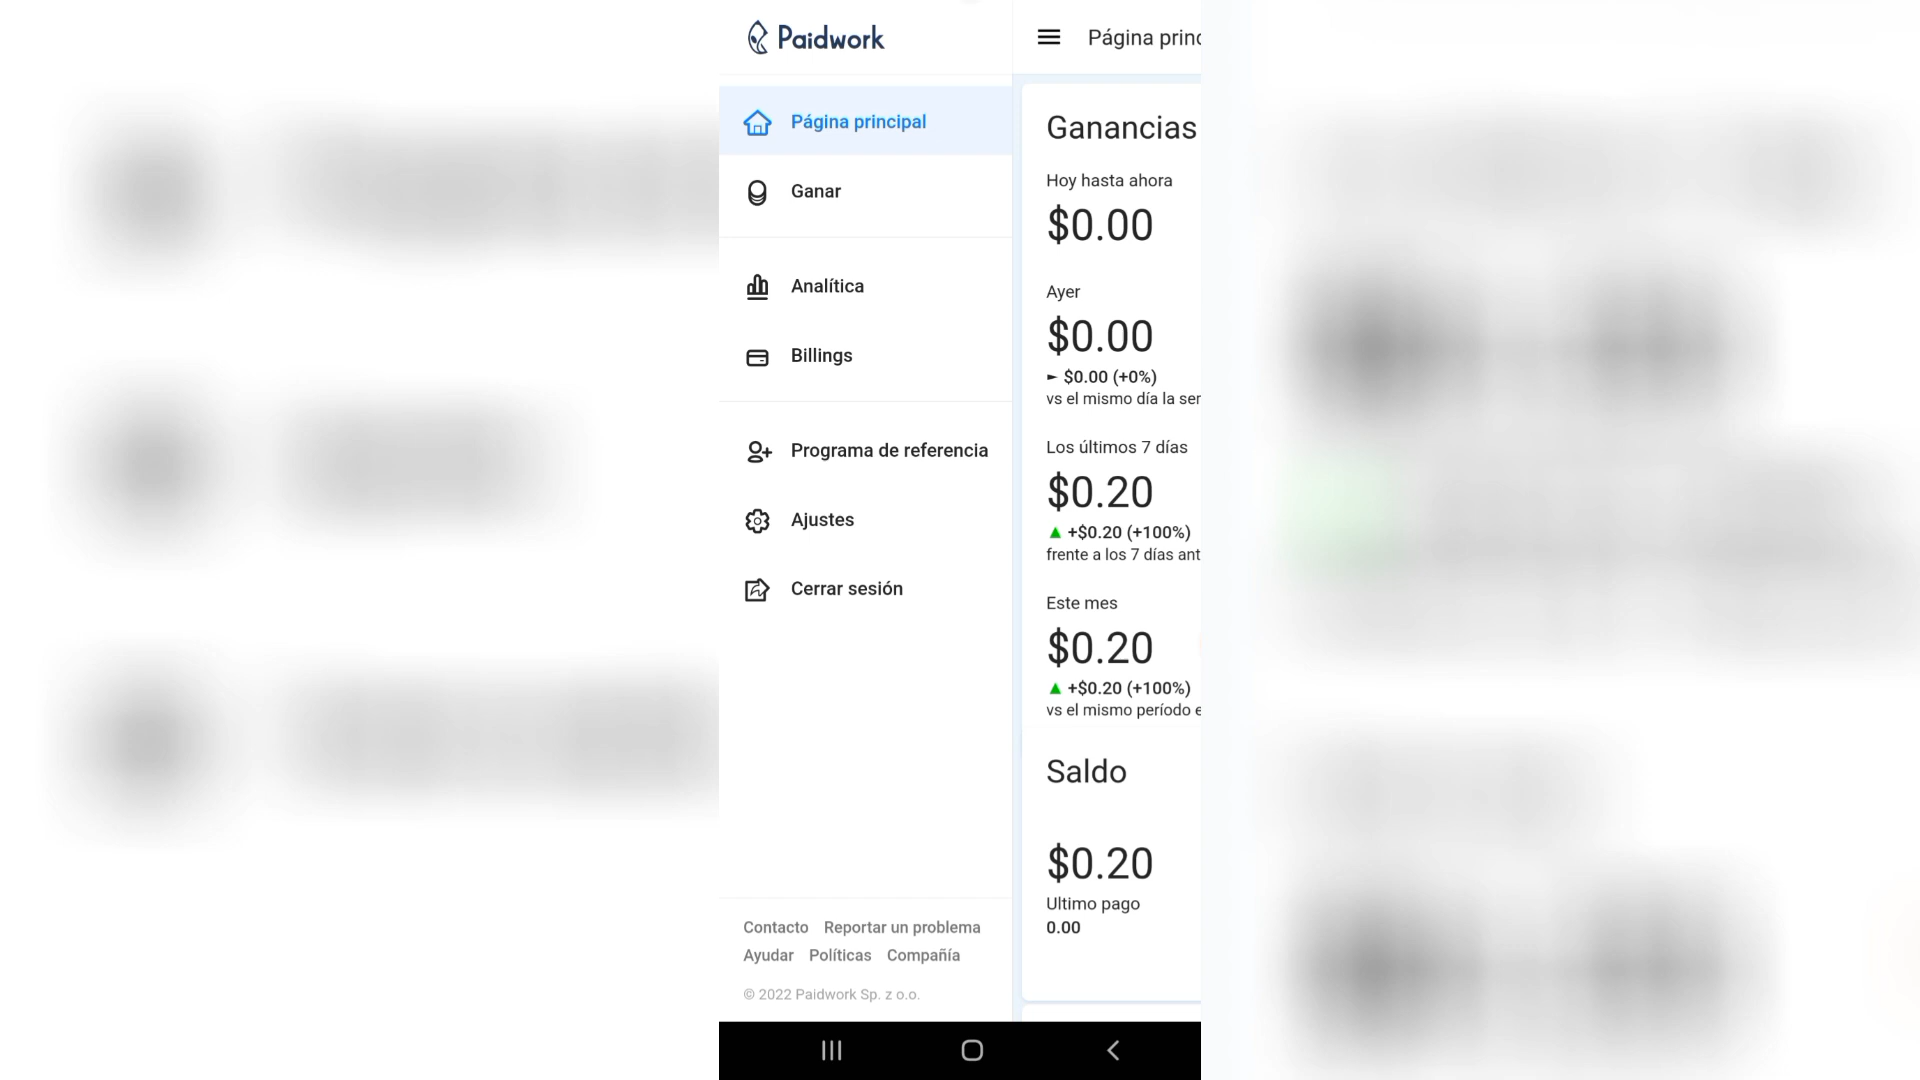 Paidwork
Página principal
Ganar
Analítica
Billings
Programa de referencia
Ajustes
Cerrar sesión
Contacto Reportar un problema
Ayudar Políticas Compañía
© 2022 Paidwork Sp. z o.o.
Página princ
Ganancias
Hoy hasta ahora
$0.00
Ayer
$0.00
► $0.00 (+0%)
vs el mismo día la ser
Los últimos 7 días
$0.20
▲ +$0.20 (+100%)
frente a los 7 días ant
Este mes
$0.20
▲ +$0.20 (+100%)
vs el mismo período e
Saldo
$0.20
Ultimo pago
0.00